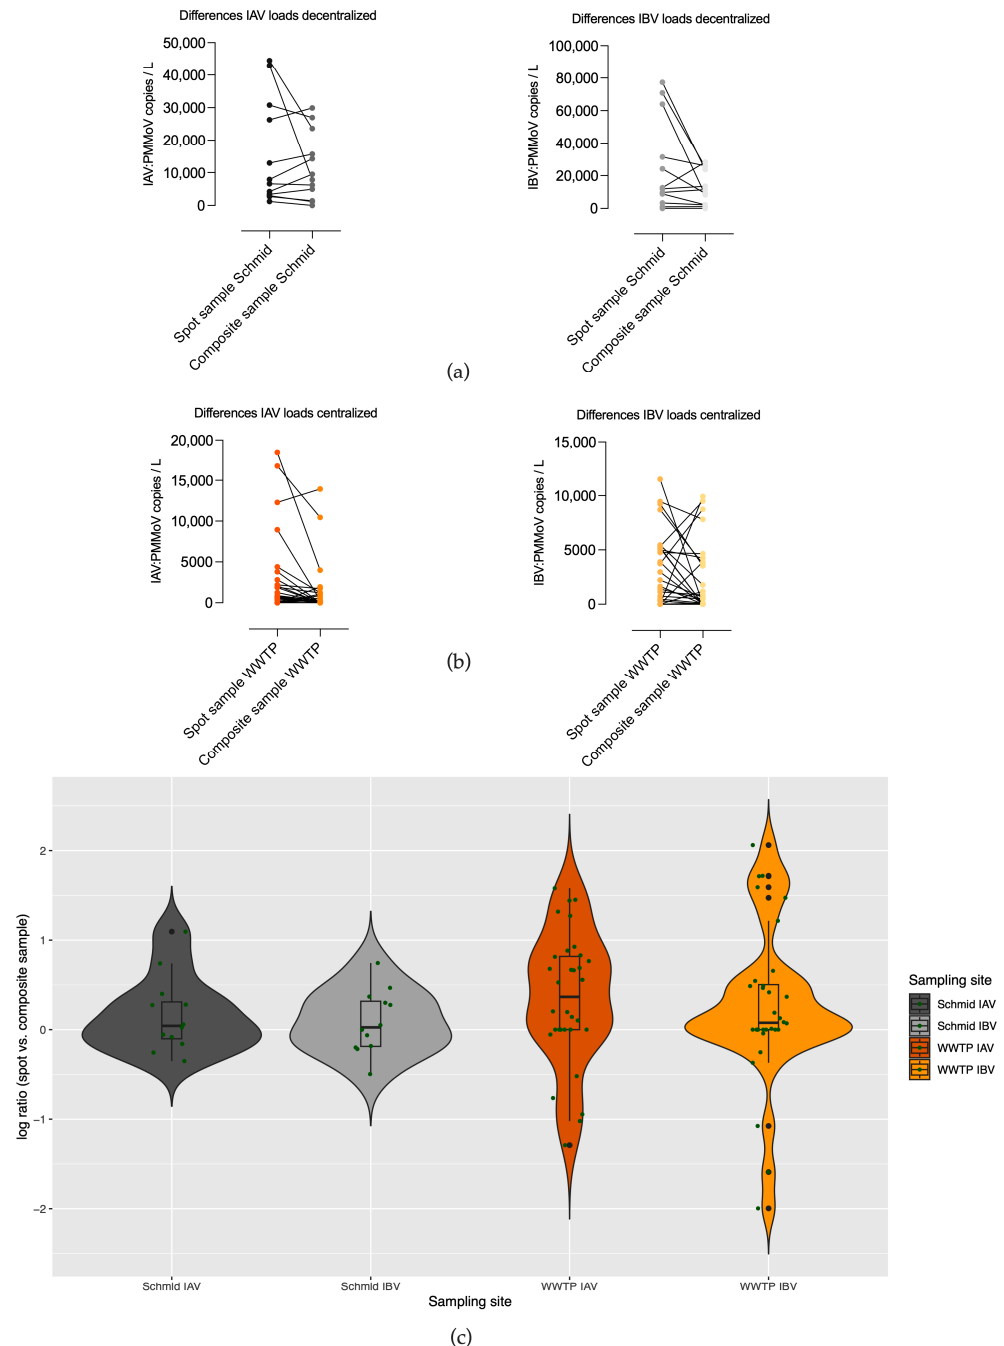 Differences IAV loads decentralized
Differences IBV loads decentralized
IAV:PMMoV copies / L
50,000
40,000
30,000
20,000
10,000
0
Spot sample Schmid
Composite sample Schmid
IBV:PMMoV copies / L
100,000
80,000
60,000
40,000
20,000
0
Spot sample Schmid
Composite sample Schmid
(a)
Differences IAV loads centralized
Differences IBV loads centralized
IAV:PMMoV copies / L
20,000
15,000
10,000
5000
0
Spot sample WWTP
Composite sample WWTP
IBV:PMMoV copies / L
15,000
10,000
5000
0
Spot sample WWTP
Composite sample WWTP
(b)
log ratio (spot vs. composite sample)
2
1
0
−1
−2
Schmid IAV
Schmid IBV
WWTP IAV
WWTP IBV
Sampling site
Sampling site
Schmid IAV
Schmid IBV
WWTP IAV
WWTP IBV
(c)